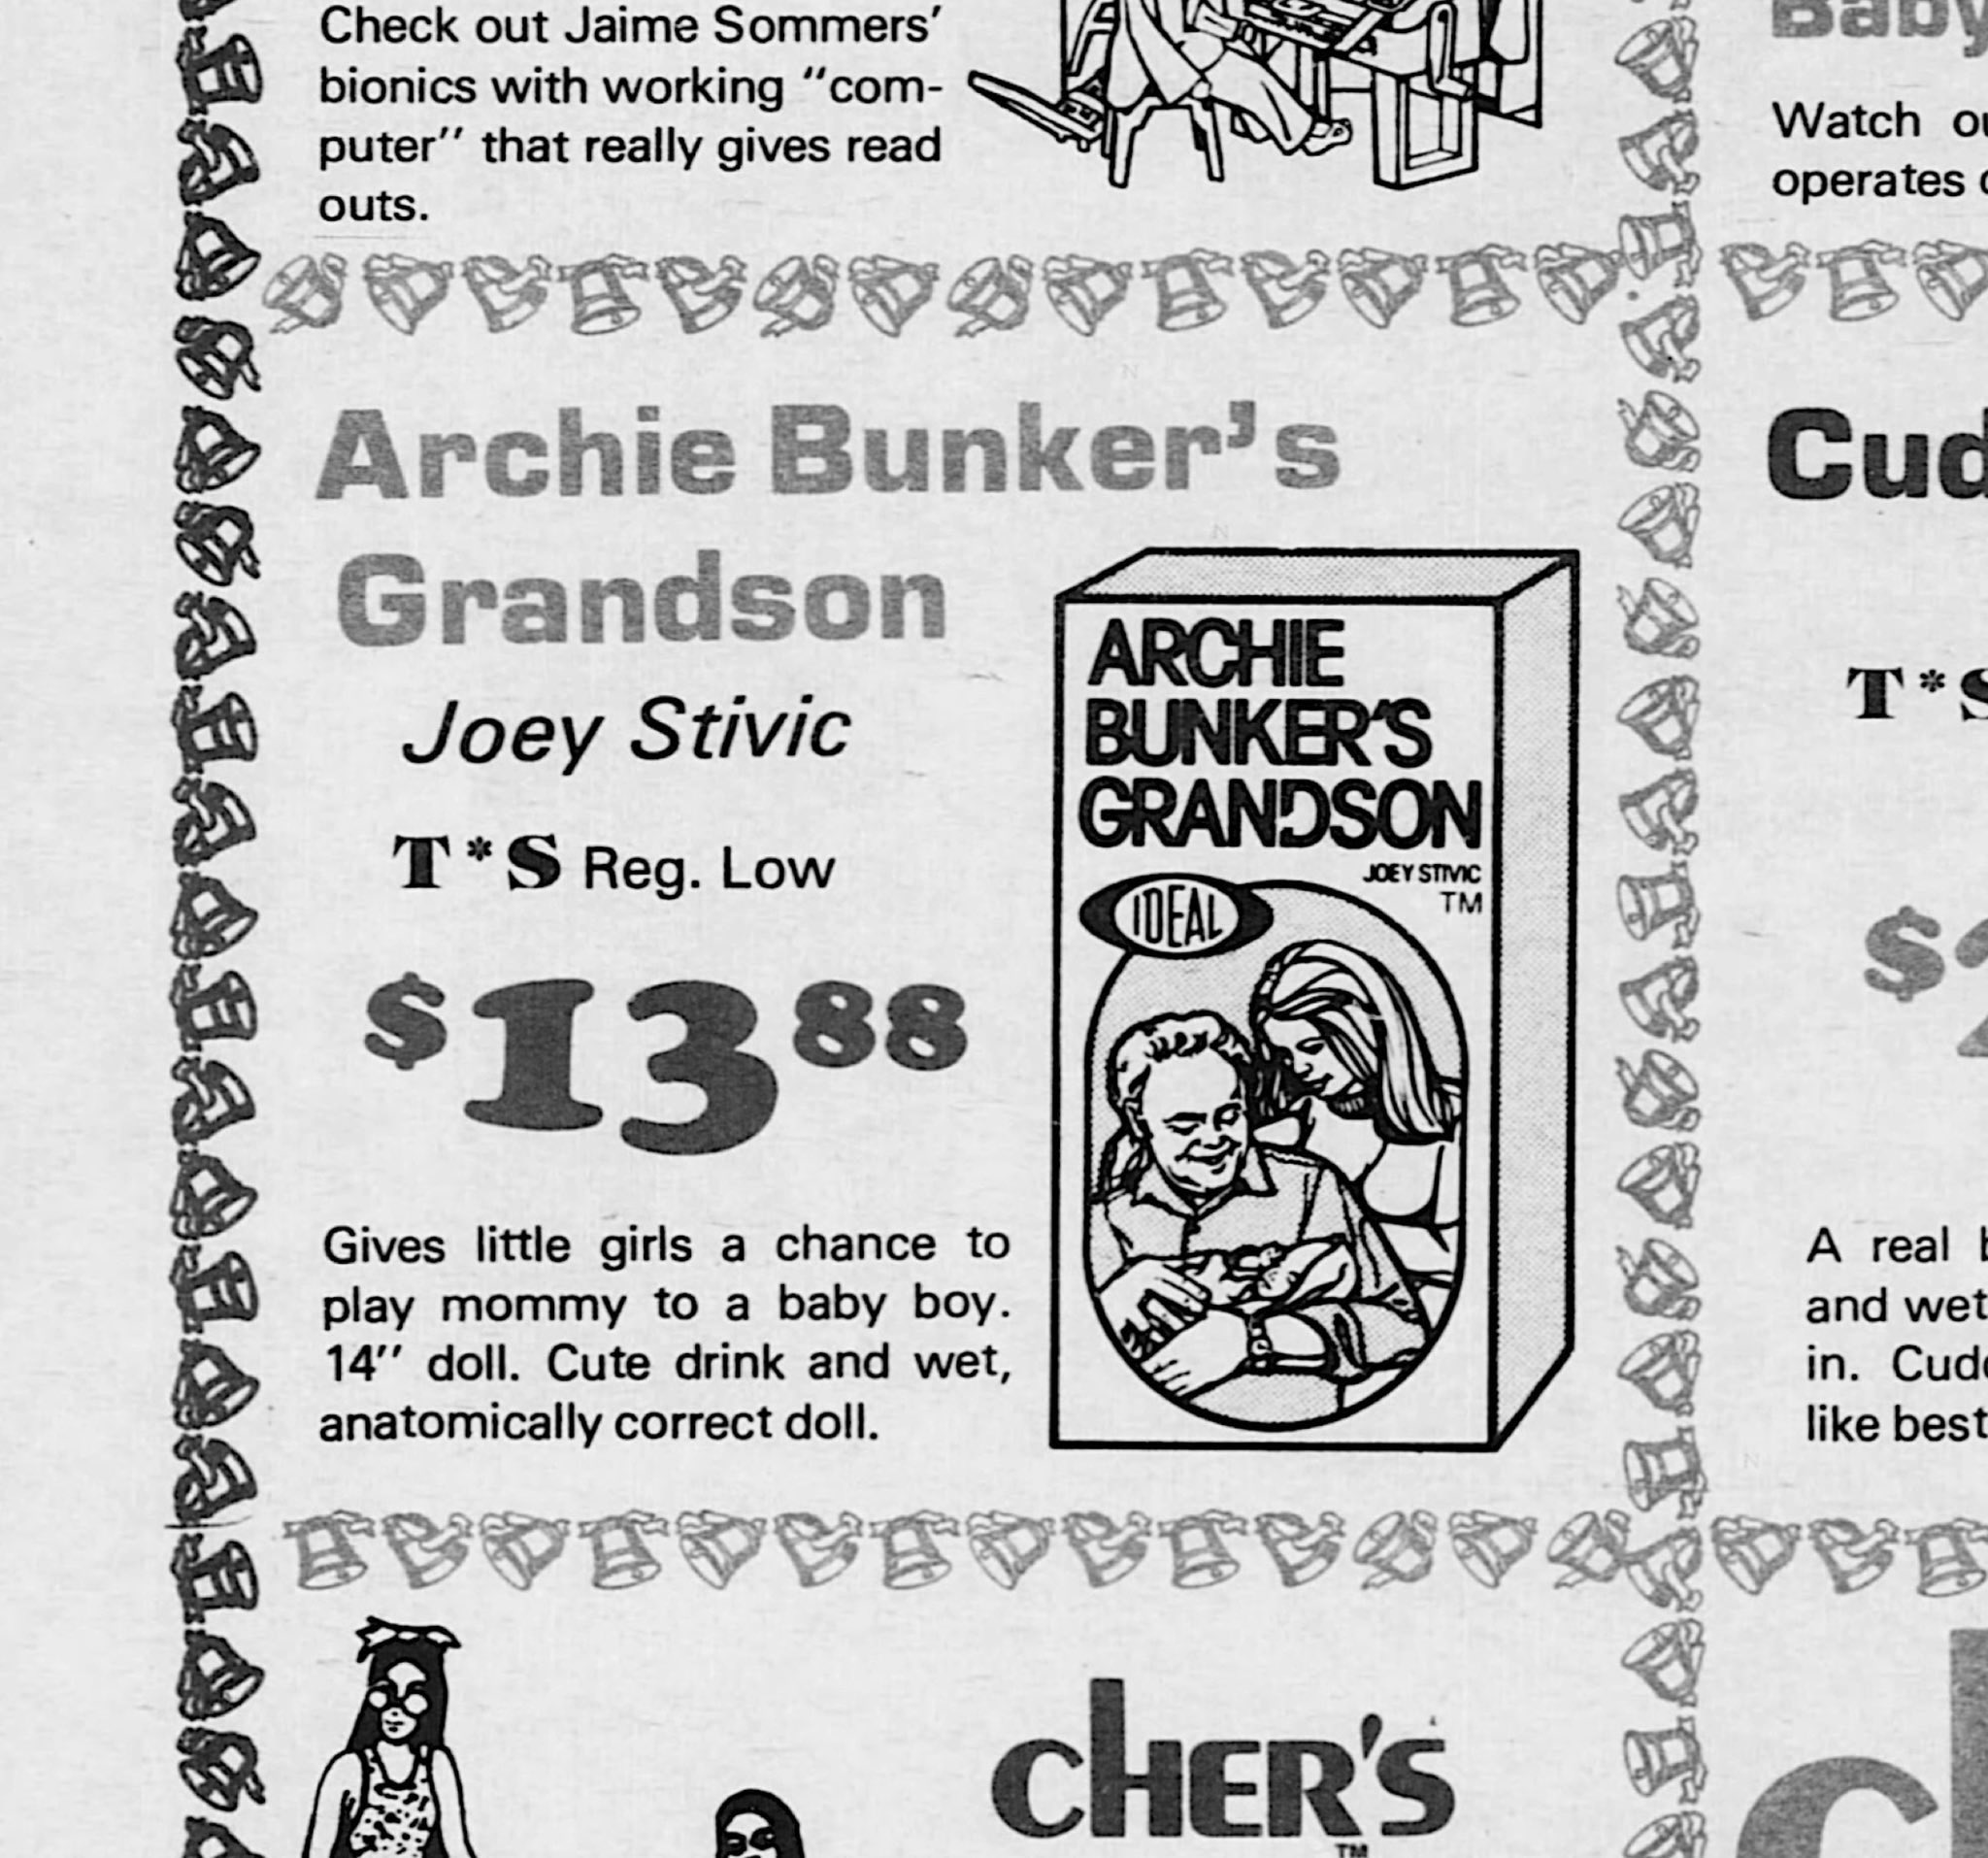 Check out Jaime Sommers'
bionics with working "com-
puter" that really gives read
outs.
Baby
Watch
operates
Archie Bunker's
Grandson
Joey Stivic
T*S Reg. Low
$13 88
Gives little girls a chance to
play mommy to a baby boy.
14" doll. Cute drink and wet,
anatomically correct doll.
ARCHIE
BUNKER'S
GRANDSON
JOEY STIVIC
TM
IDEAL
T*S
$
A real
and wet
in.
like best
cHER'S
TM